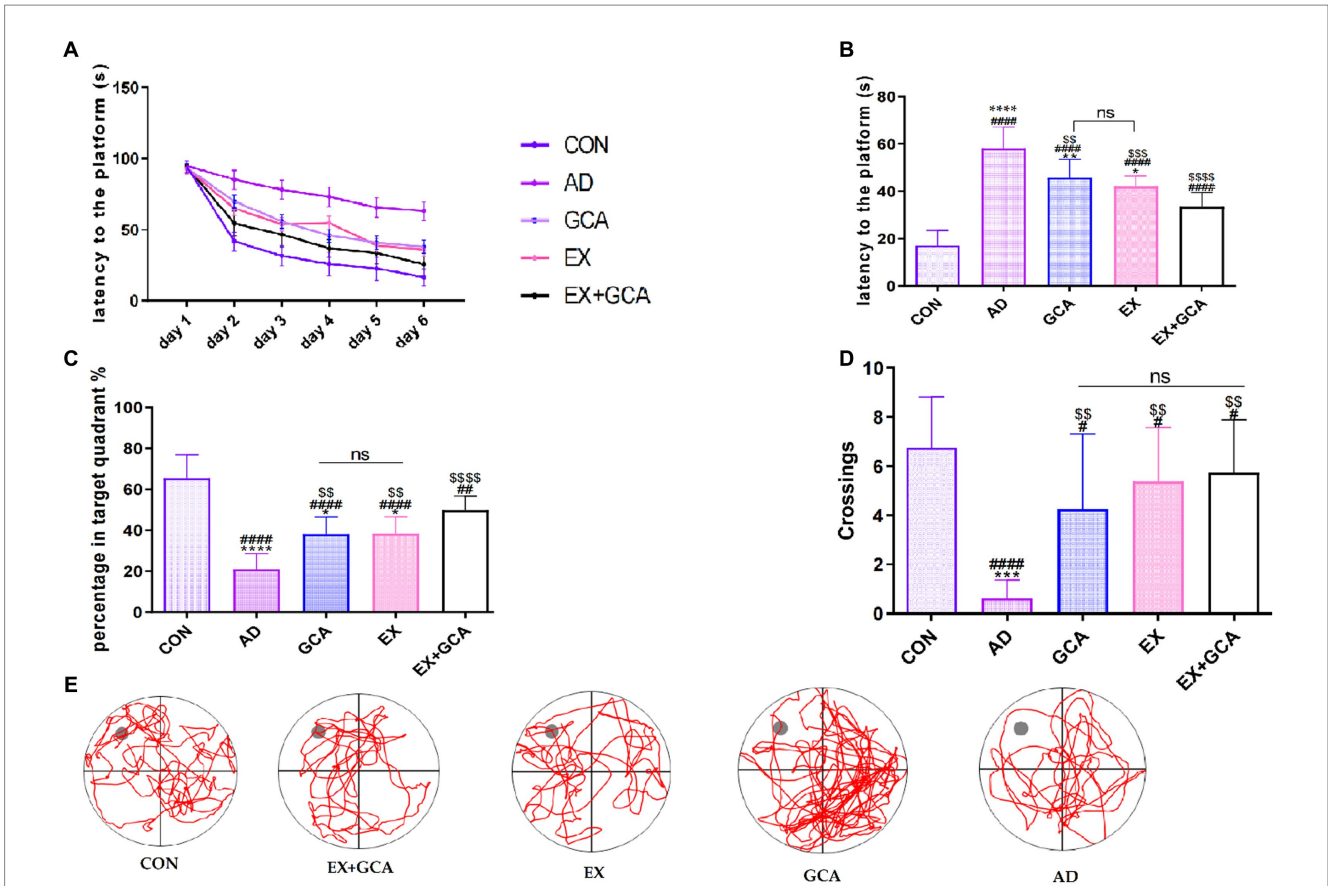 A
latency to the platform (s)
150
100
50
0
day 1
day 2
day 3
day 4
day 5
day 6
CON
AD
GCA
EX
EX+GCA
B
latency to the platform (s)
80
60
40
20
0
****
####
$$
####
**
ns
$$$
####
*
$$$$
####
CON
AD
GCA
EX
EX+GCA
C
percentage in target quadrant %
100
80
60
40
20
0
####
****
ns
$$
####
*
$$
####
*
$$$$
##
CON
AD
GCA
EX
EX+GCA
D
Crossings
10
8
6
4
2
0
####
***
ns
$$
#
$$
#
$$
#
CON
AD
GCA
EX
EX+GCA
E
CON
EX+GCA
EX
GCA
AD